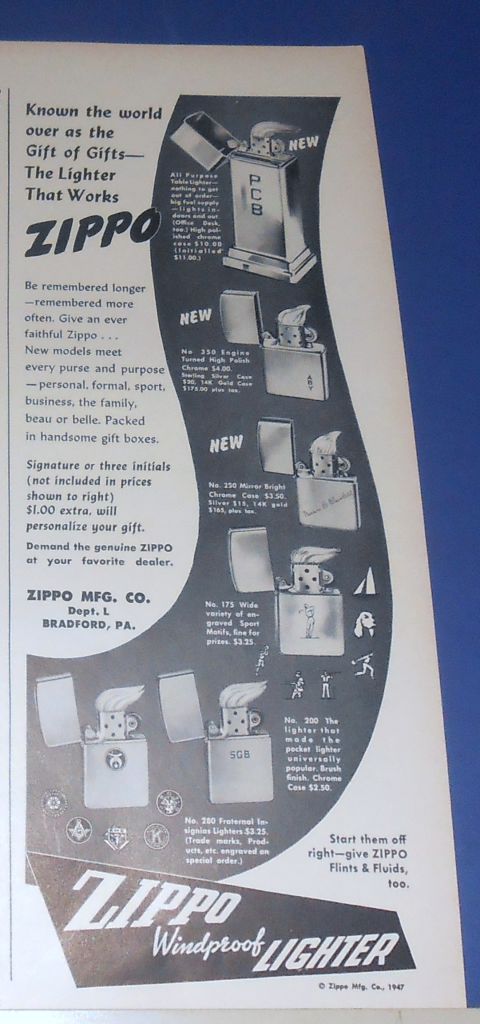 Known the world
over as the
Gift of Gifts—
The Lighter
That Works
ZIPPO
Be remembered longer
—remembered more
often. Give an ever
faithful Zippo . . .
New models meet
every purse and purpose
—personal, formal, sport,
business, the family,
beau or belle. Packed
in handsome gift boxes.
Signature or three initials
(not included in prices
shown to right)
$1.00 extra, will
personalize your gift.
Demand the genuine ZIPPO
at your favorite dealer.
ZIPPO MFG. CO.
Dept. L
BRADFORD, PA.
NEW
PCB
All Purpose
Table Lighter—
nothing to get
out of order—
big fuel supply
—lights in-
doors and out.
(Office Desk,
too.) High pol-
ished chrome
case $10.00
(Initialled
$11.00.)
NEW
No. 350 Engine
Turned High Polish
Chrome $4.00.
Sterling Silver Case
$20, 14K Gold Case
$175.00 plus tax.
ABY
NEW
No. 250 Mirror Bright
Chrome Case $3.50.
Silver $15, 14K gold
$165, plus tax.
No. 175 Wide
variety of en-
graved Sport
Motifs, fine for
prizes. $3.25.
SGB
No. 200 The
lighter that
made the
pocket lighter
universally
popular. Brush
finish. Chrome
Case $2.50.
No. 280 Fraternal In-
signias Lighters $3.25.
(Trade marks, Prod-
ucts, etc. engraved on
special order.)
Start them off
right—give ZIPPO
Flints & Fluids,
too.
ZIPPO
Windproof LIGHTER
© Zippo Mfg. Co., 1947